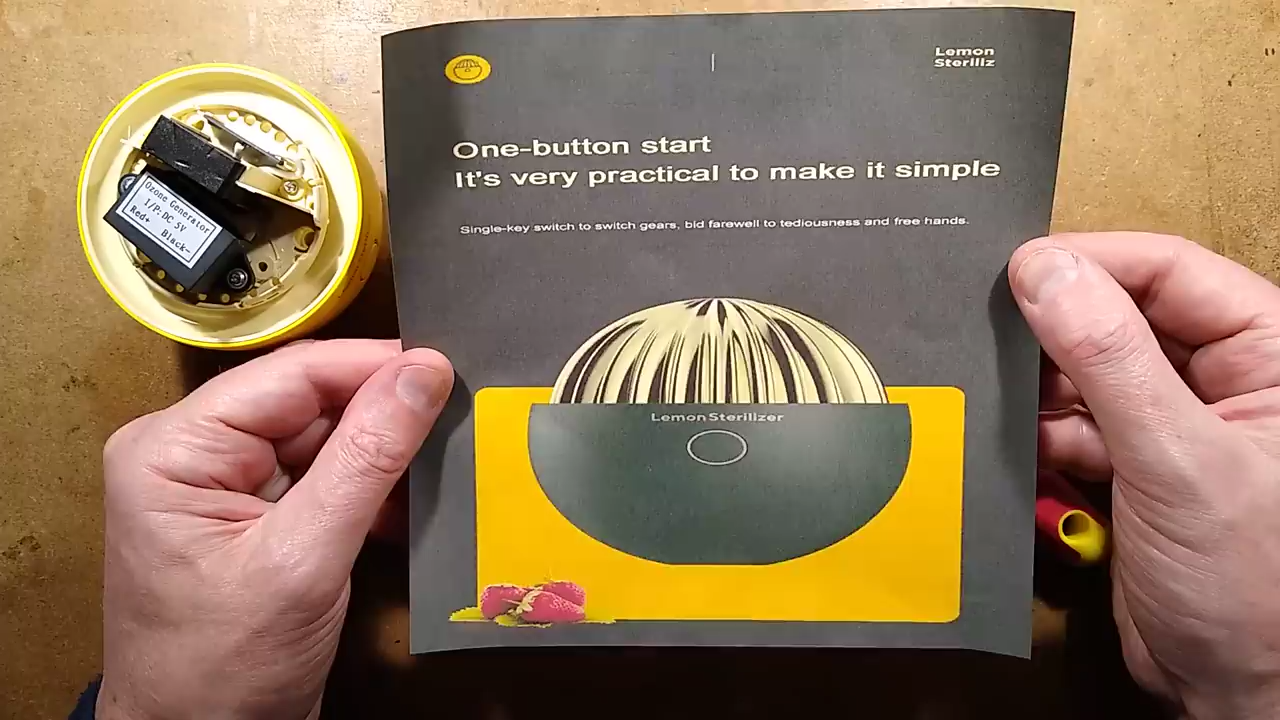 Lemon
Sterillz
One-button start
It's very practical to make it simple
Single-key switch to switch gears, bid farewell to tediousness and free hands.
Lemon Sterilizer
Ozone Generator
I/P: DC 5V
Red+
Black-